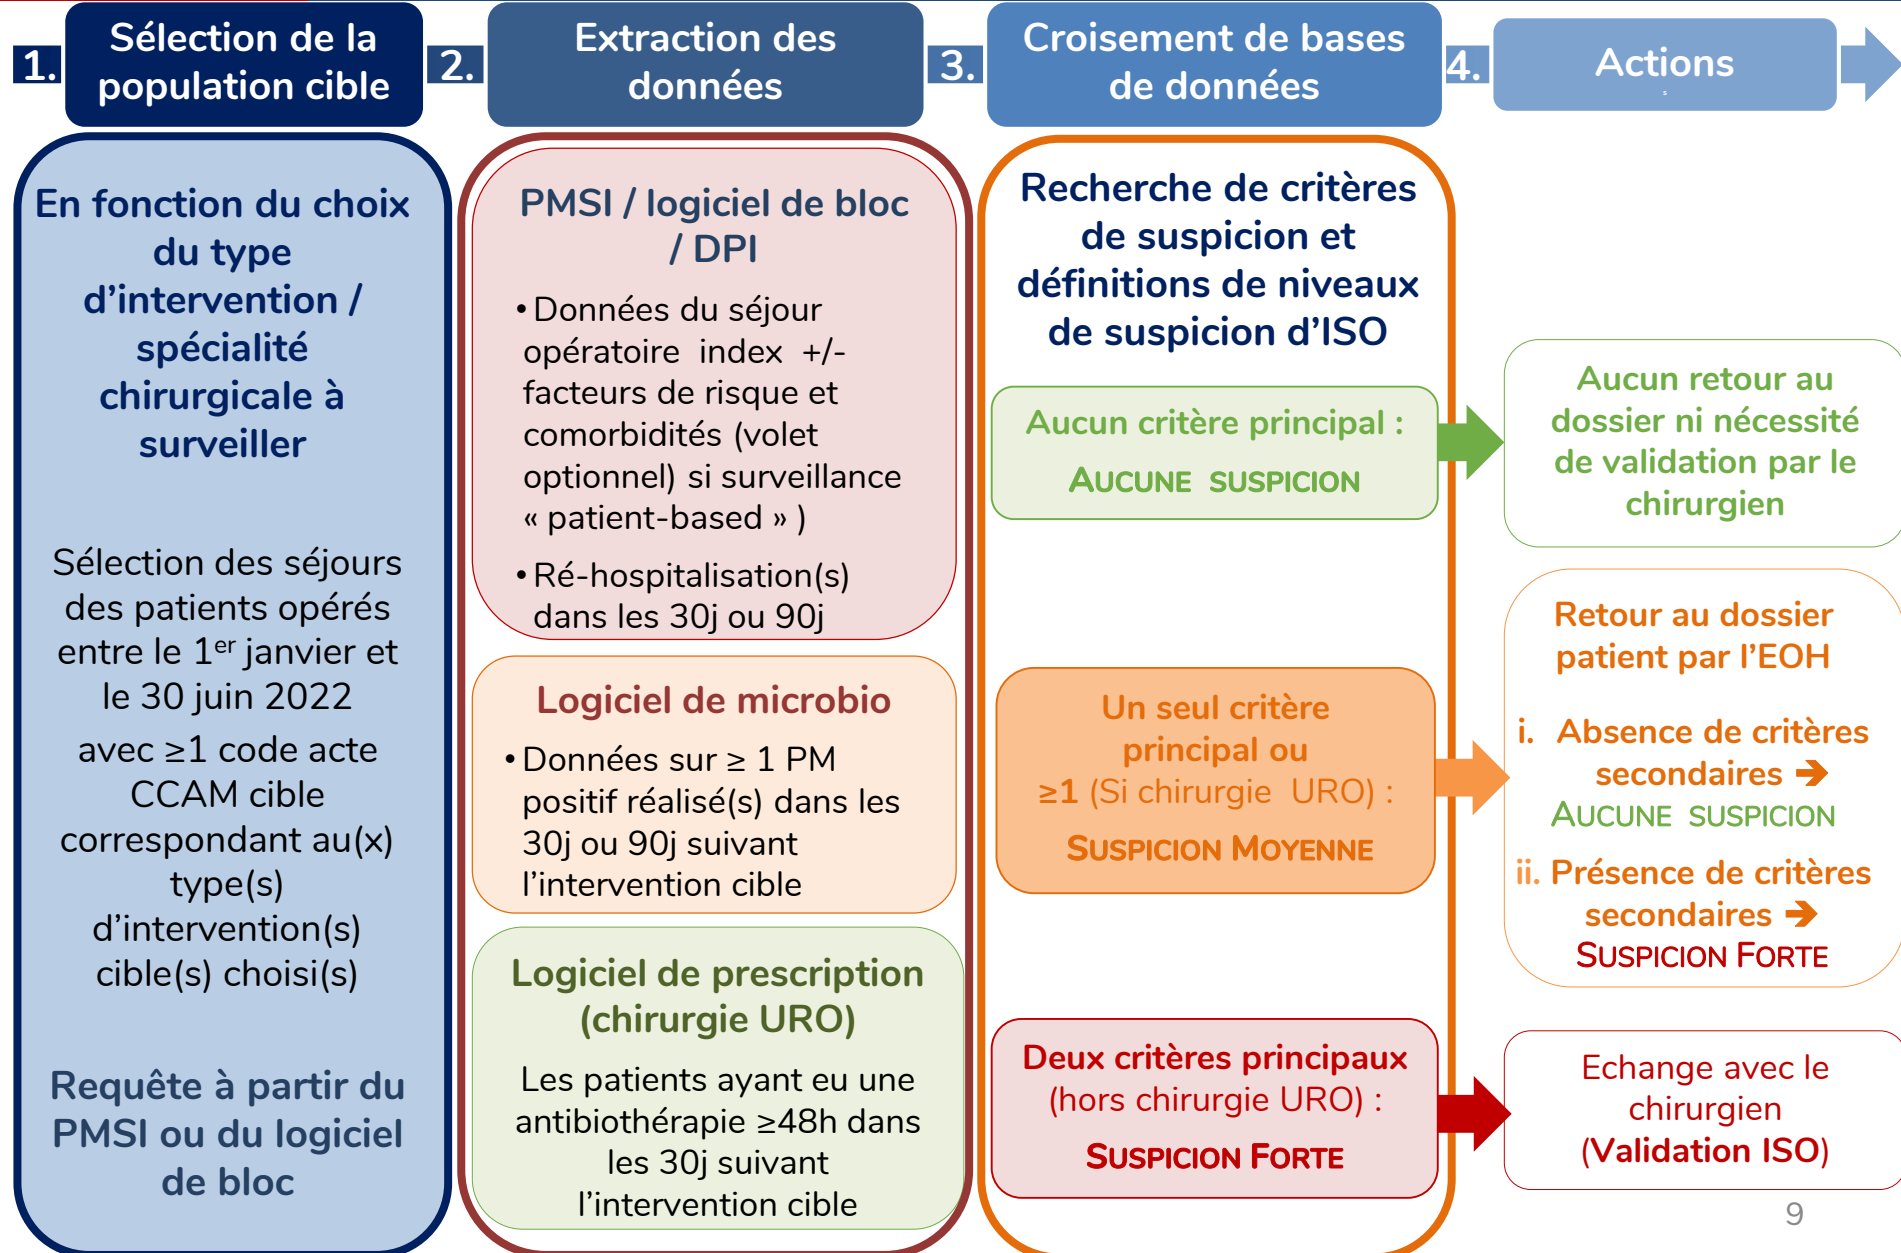 1.
Sélection de la
population cible
2.
Extraction des
données
3.
Croisement de bases
de données
4.
Actions
s
En fonction du choix
du type
d’intervention /
spécialité
chirurgicale à
surveiller
Sélection des séjours
des patients opérés
entre le 1er janvier et
le 30 juin 2022
avec ≥1 code acte
CCAM cible
correspondant au(x)
type(s)
d’intervention(s)
cible(s) choisi(s)
Requête à partir du
PMSI ou du logiciel
de bloc
PMSI / logiciel de bloc
/ DPI
• Données du séjour
opératoire index +/-
facteurs de risque et
comorbidités (volet
optionnel) si surveillance
« patient-based » )
• Ré-hospitalisation(s)
dans les 30j ou 90j
Logiciel de microbio
• Données sur ≥ 1 PM
positif réalisé(s) dans les
30j ou 90j suivant
l’intervention cible
Logiciel de prescription
(chirurgie URO)
Les patients ayant eu une
antibiothérapie ≥48h dans
les 30j suivant
l’intervention cible
Recherche de critères
de suspicion et
définitions de niveaux
de suspicion d’ISO
Aucun critère principal :
AUCUNE SUSPICION
Un seul critère
principal ou
≥1 (Si chirurgie URO) :
SUSPICION MOYENNE
Deux critères principaux
(hors chirurgie URO) :
SUSPICION FORTE
Aucun retour au
dossier ni nécessité
de validation par le
chirurgien
Retour au dossier
patient par l’EOH
i. Absence de critères
secondaires ➔
AUCUNE SUSPICION
ii. Présence de critères
secondaires ➔
SUSPICION FORTE
Echange avec le
chirurgien
(Validation ISO)
9